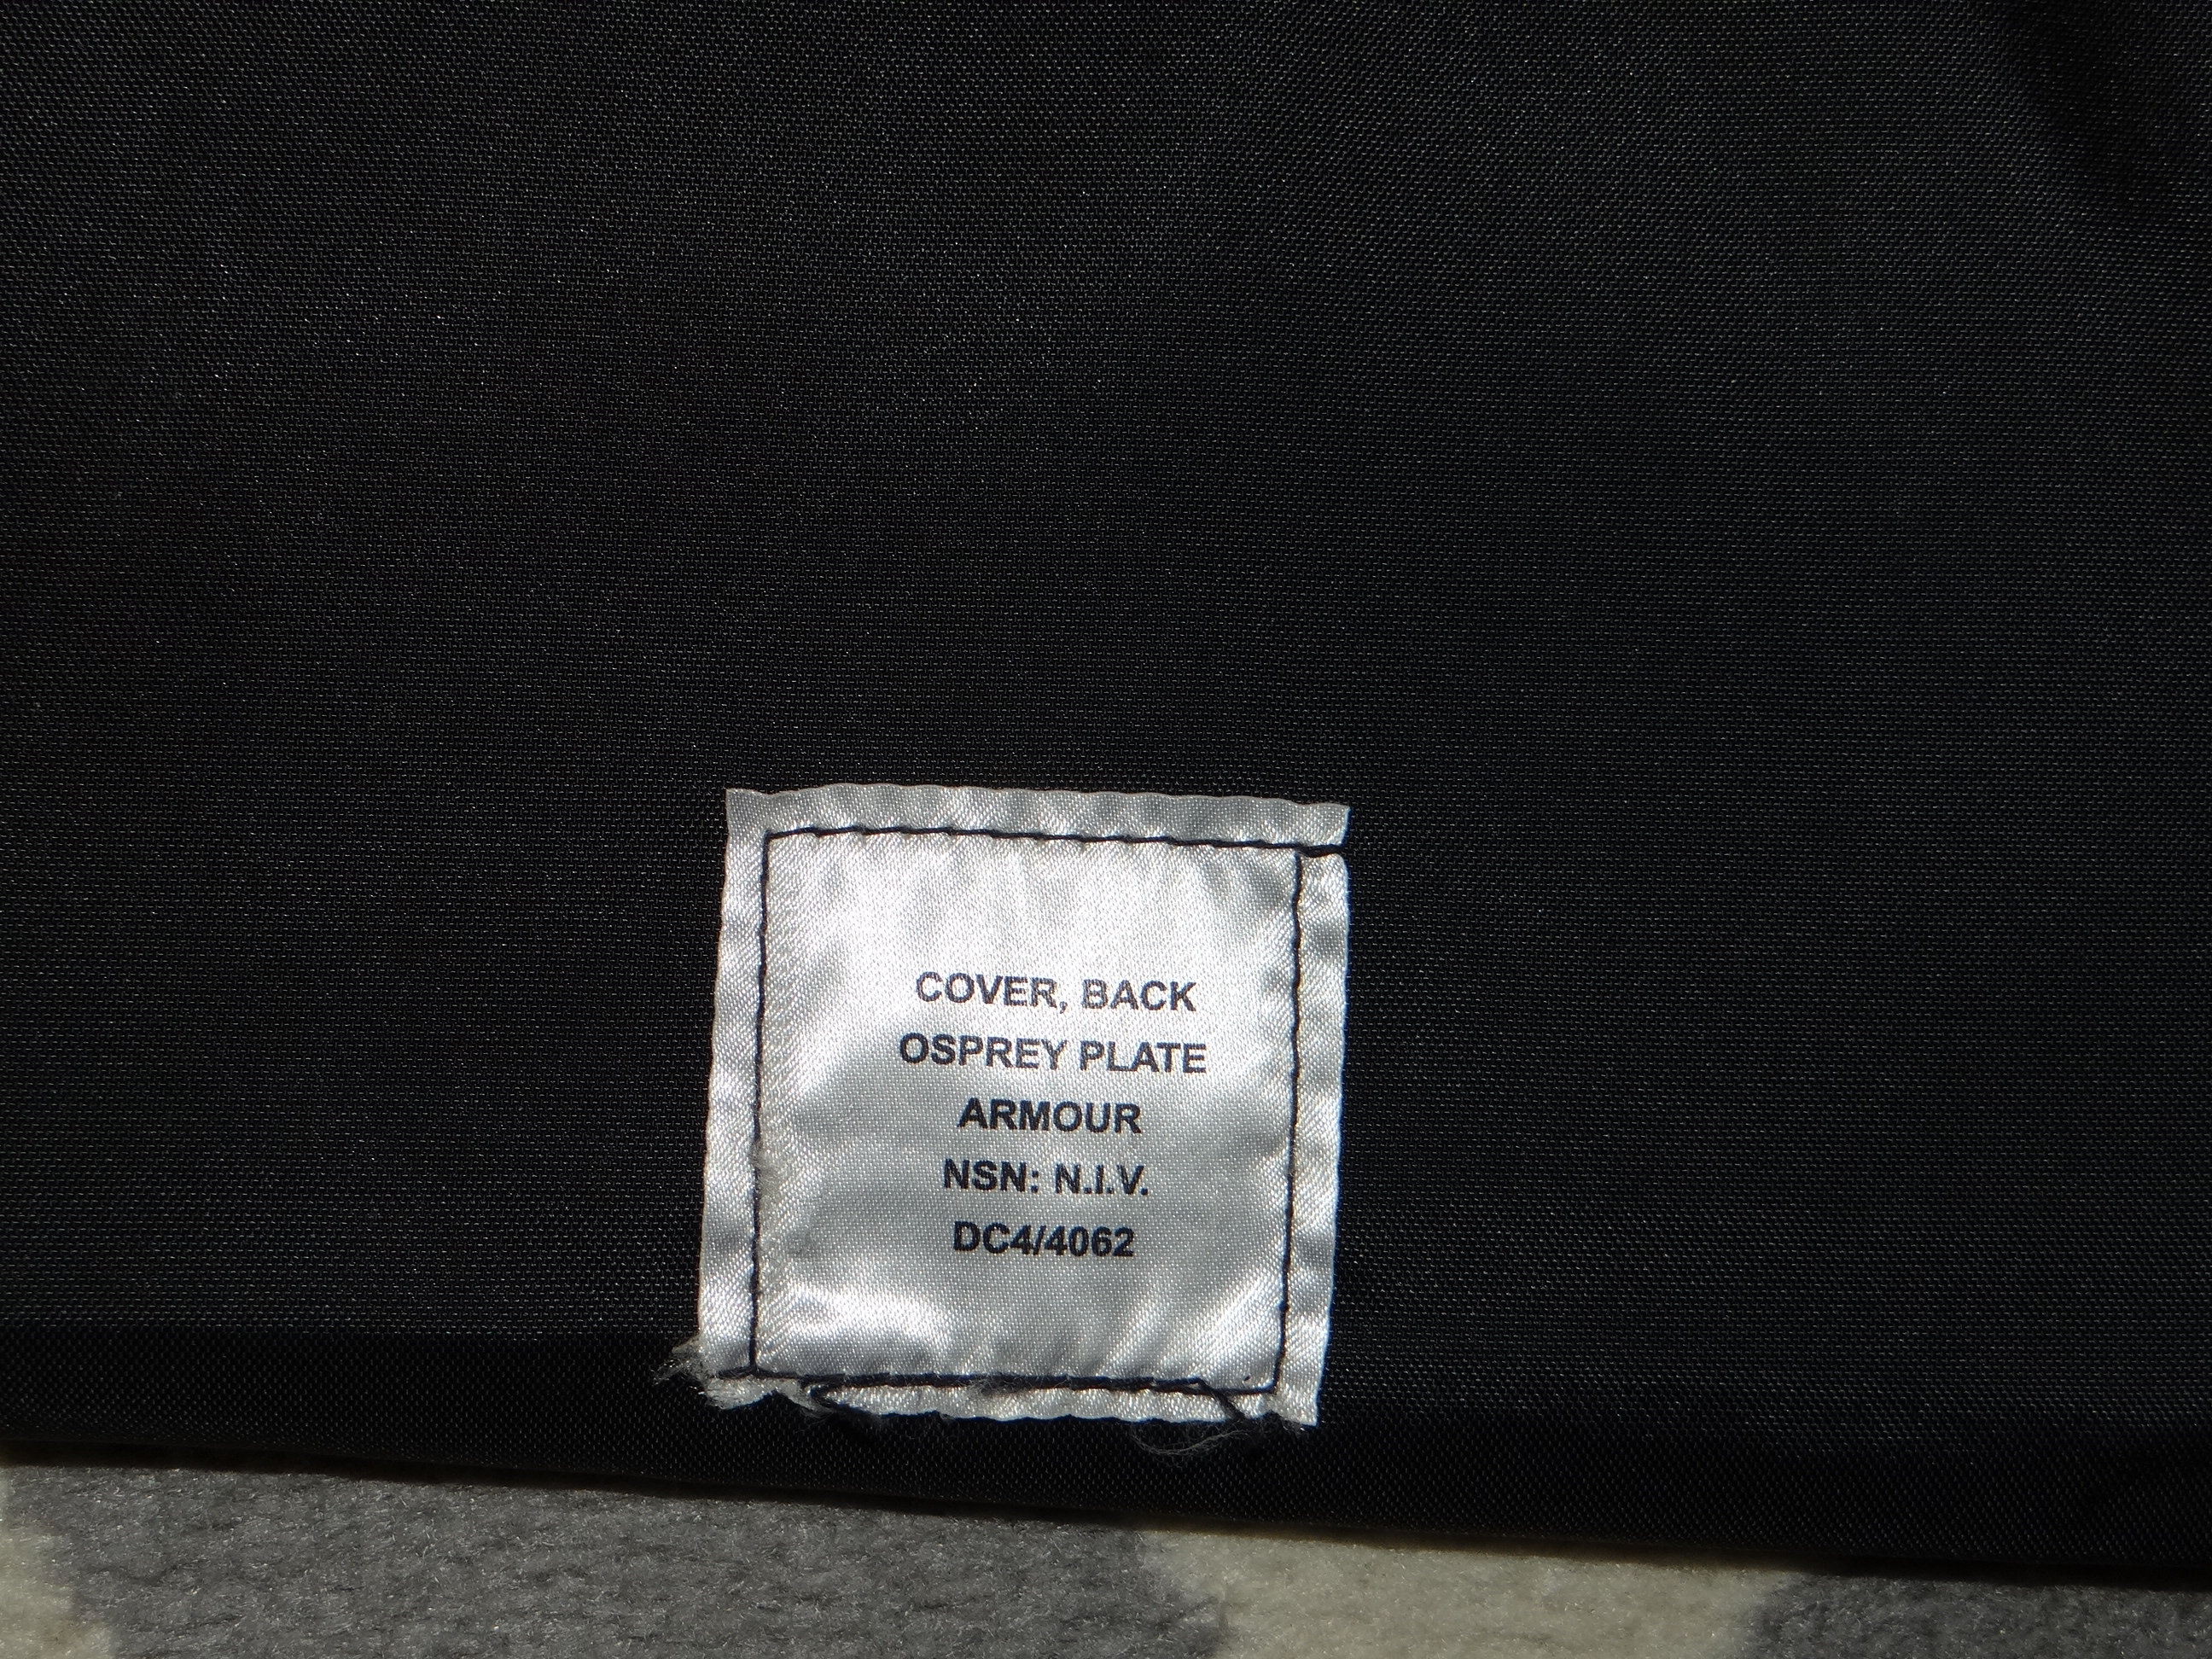 COVER, BACK
OSPREY PLATE
ARMOUR
NSN: N.I.V.
DC4/4062